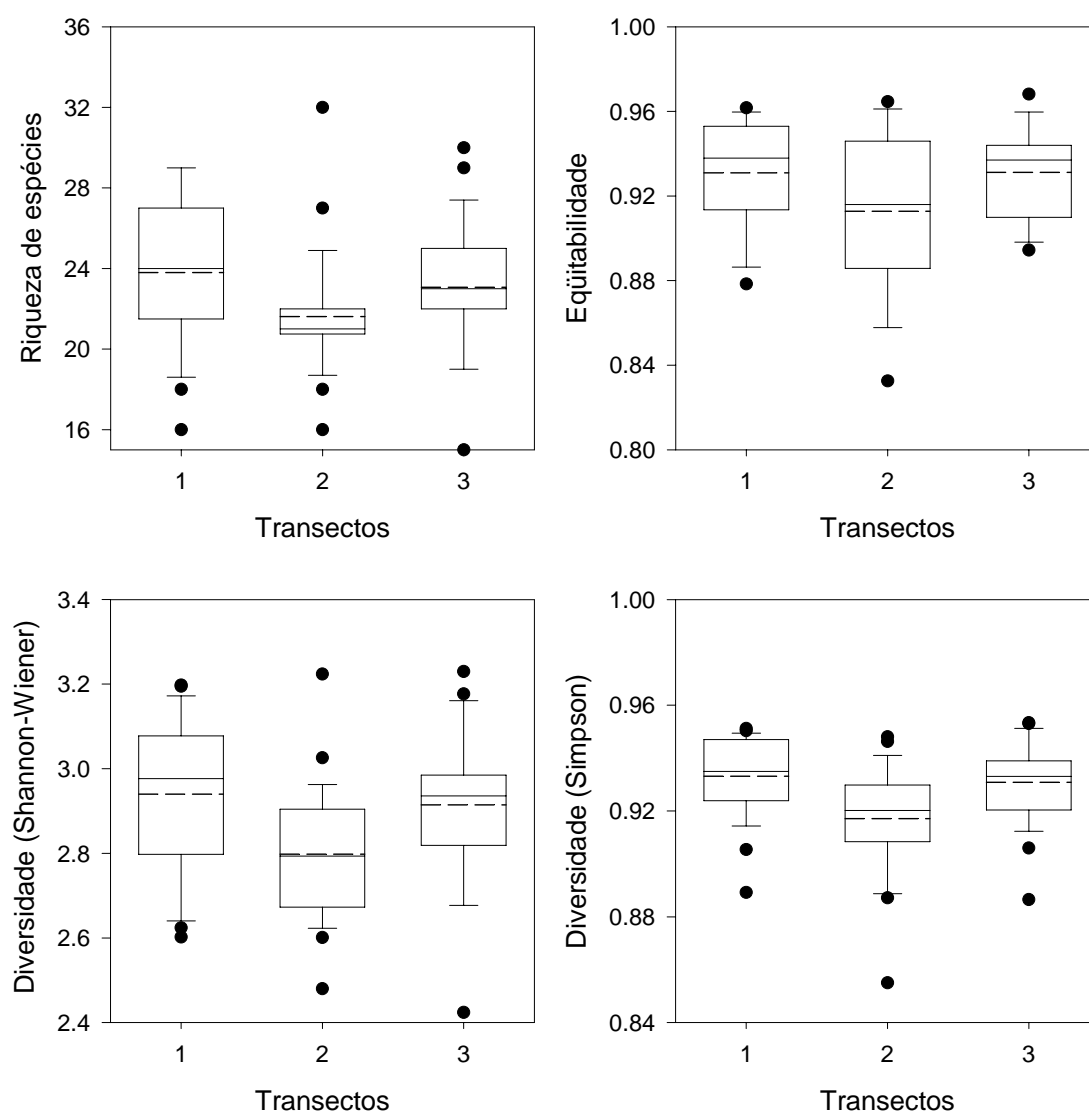 Riqueza de espécies
36
32
28
24
20
16
1 2 3
Transectos
Eqüitabilidade
1.00
0.96
0.92
0.88
0.84
0.80
1 2 3
Transectos
Diversidade (Shannon-Wiener)
3.4
3.2
3.0
2.8
2.6
2.4
1 2 3
Transectos
Diversidade (Simpson)
1.00
0.96
0.92
0.88
0.84
1 2 3
Transectos